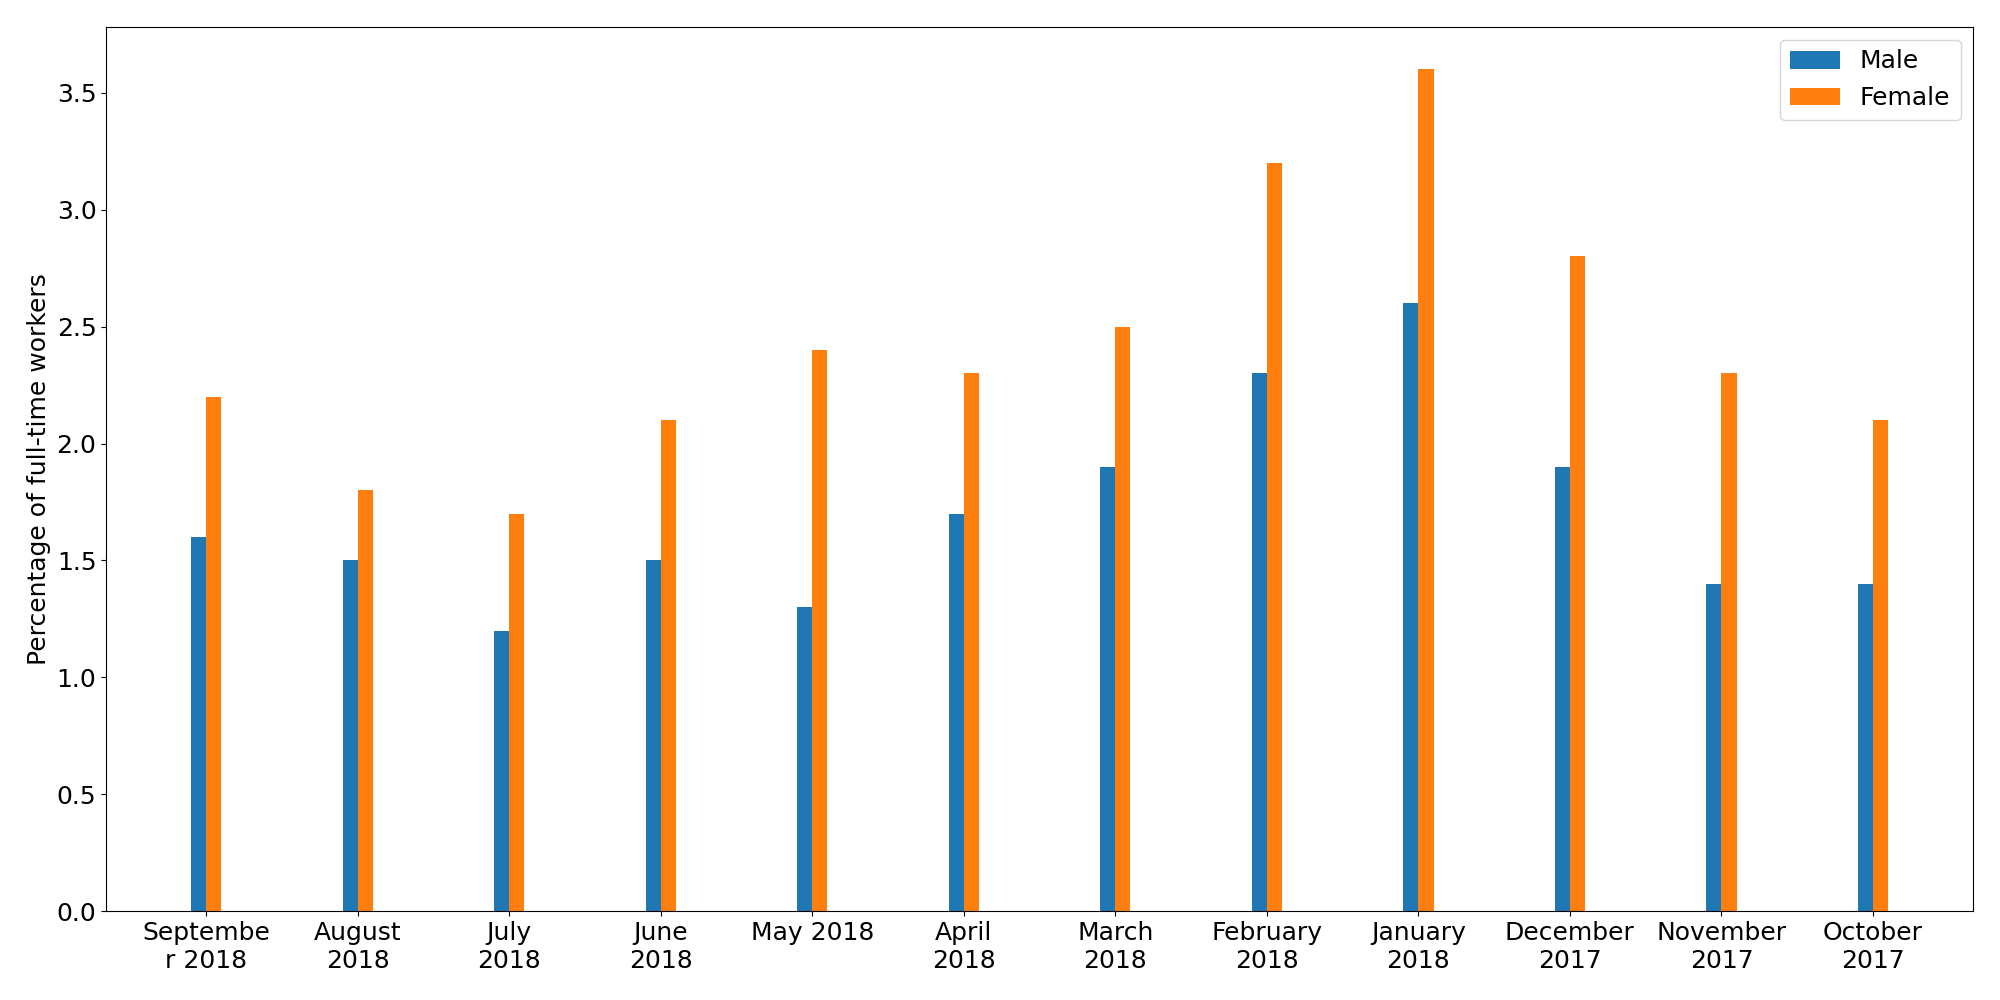 Male
Female
Percentage of full-time workers
3.5
3.0
2.5
2.0
1.5
1.0
0.5
0.0
Septembe
r 2018
August
2018
July
2018
June
2018
May 2018
April
2018
March
2018
February
2018
January
2018
December
2017
November
2017
October
2017